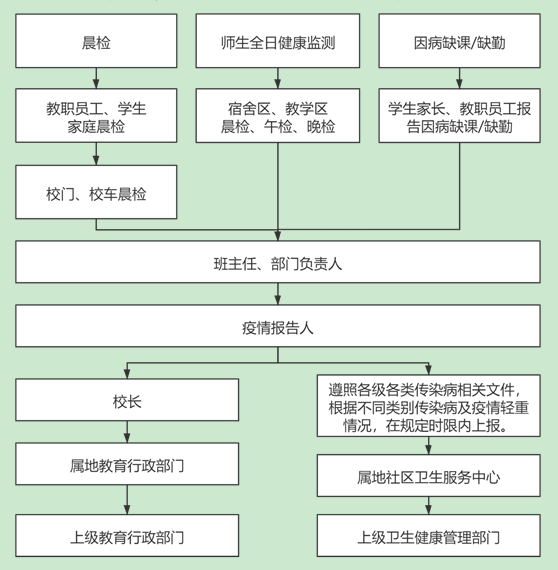 晨检
师生全日健康监测
因病缺课/缺勤
教职员工、学生
家庭晨检
宿舍区、教学区
晨检、午检、晚检
学生家长、教职员工报
告因病缺课/缺勤
校门、校车晨检
班主任、部门负责人
疫情报告人
校长
遵照各级各类传染病相关文件，
根据不同类别传染病及疫情轻重
情况，在规定时限内上报。
属地教育行政部门
属地社区卫生服务中心
上级教育行政部门
上级卫生健康管理部门